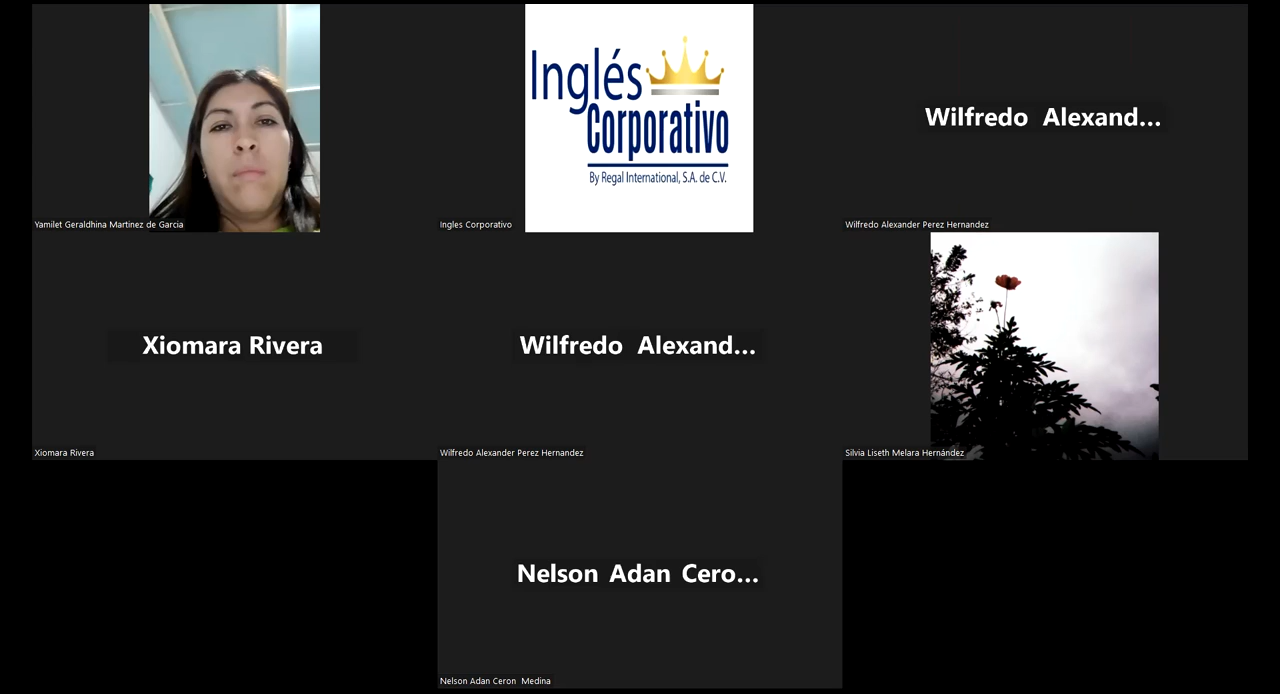 Yamilet Geraldhina Martinez de Garcia
Inglés
Corporativo
By Regal International, S.A. de C.V.
Ingles Corporativo
Wilfredo Alexand...
Wilfredo Alexander Perez Hernandez
Xiomara Rivera
Xiomara Rivera
Wilfredo Alexand...
Wilfredo Alexander Perez Hernandez
Silvia Liseth Melara Hernández
Nelson Adan Cero...
Nelson Adan Ceron Medina